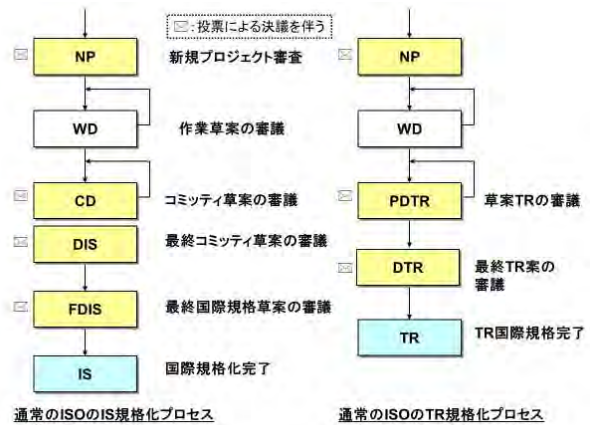 ✉:投票による決議を伴う
NP
新規プロジェクト審査
WD
作業草案の審議
CD
コミッティ草案の審議
DIS
最終コミッティ草案の審議
FDIS
最終国際規格草案の審議
IS
国際規格化完了
通常のISOのIS規格化プロセス
NP
WD
PDTR
草案TRの審議
DTR
最終TR案の
審議
TR
TR国際規格完了
通常のISOのTR規格化プロセス